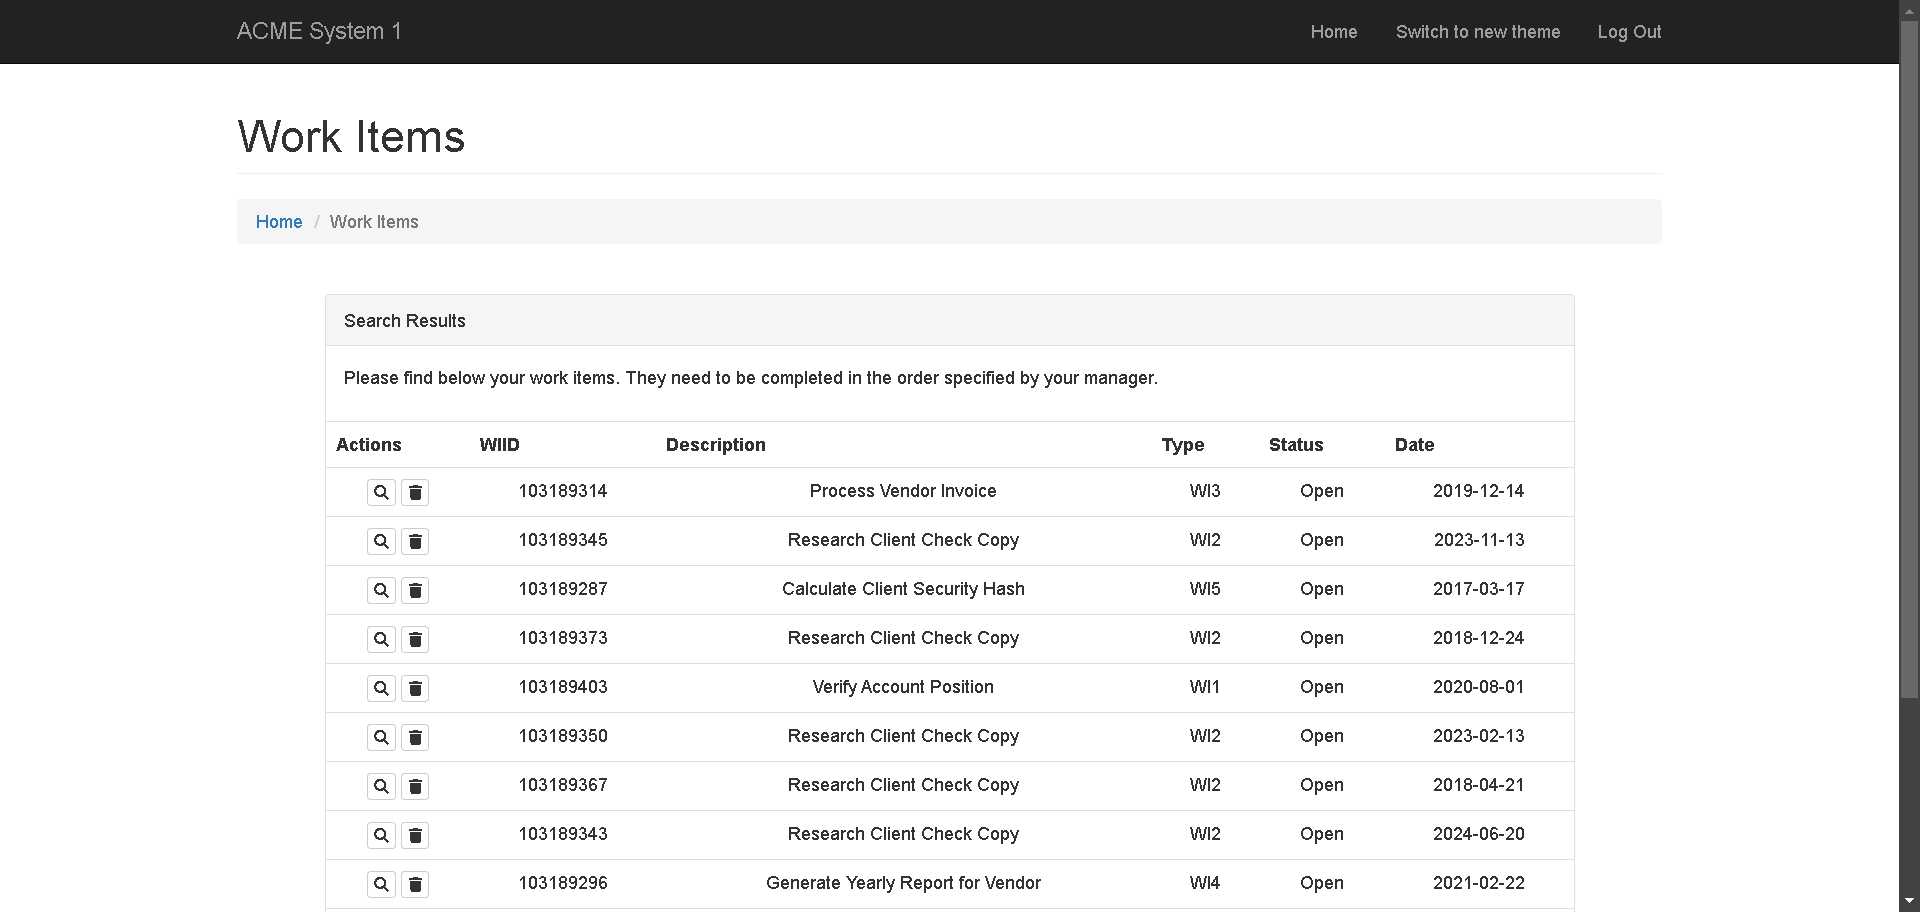 ACME System 1 Home Switch to new theme Log Out
Work Items
Home / Work Items
Search Results
Please find below your work items. They need to be completed in the order specified by your manager.
Actions WIID Description Type Status Date
103189314 Process Vendor Invoice WI3 Open 2019-12-14
103189345 Research Client Check Copy WI2 Open 2023-11-13
103189287 Calculate Client Security Hash WI5 Open 2017-03-17
103189373 Research Client Check Copy WI2 Open 2018-12-24
103189403 Verify Account Position WI1 Open 2020-08-01
103189350 Research Client Check Copy WI2 Open 2023-02-13
103189367 Research Client Check Copy WI2 Open 2018-04-21
103189343 Research Client Check Copy WI2 Open 2024-06-20
103189296 Generate Yearly Report for Vendor WI4 Open 2021-02-22